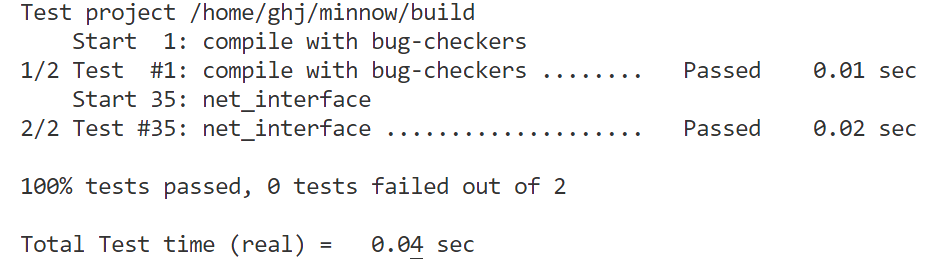 Test project /home/ghj/minnow/build
    Start  1: compile with bug-checkers
1/2 Test  #1: compile with bug-checkers ........   Passed    0.01 sec
    Start 35: net_interface
2/2 Test #35: net_interface ....................   Passed    0.02 sec

100% tests passed, 0 tests failed out of 2

Total Test time (real) =   0.04 sec